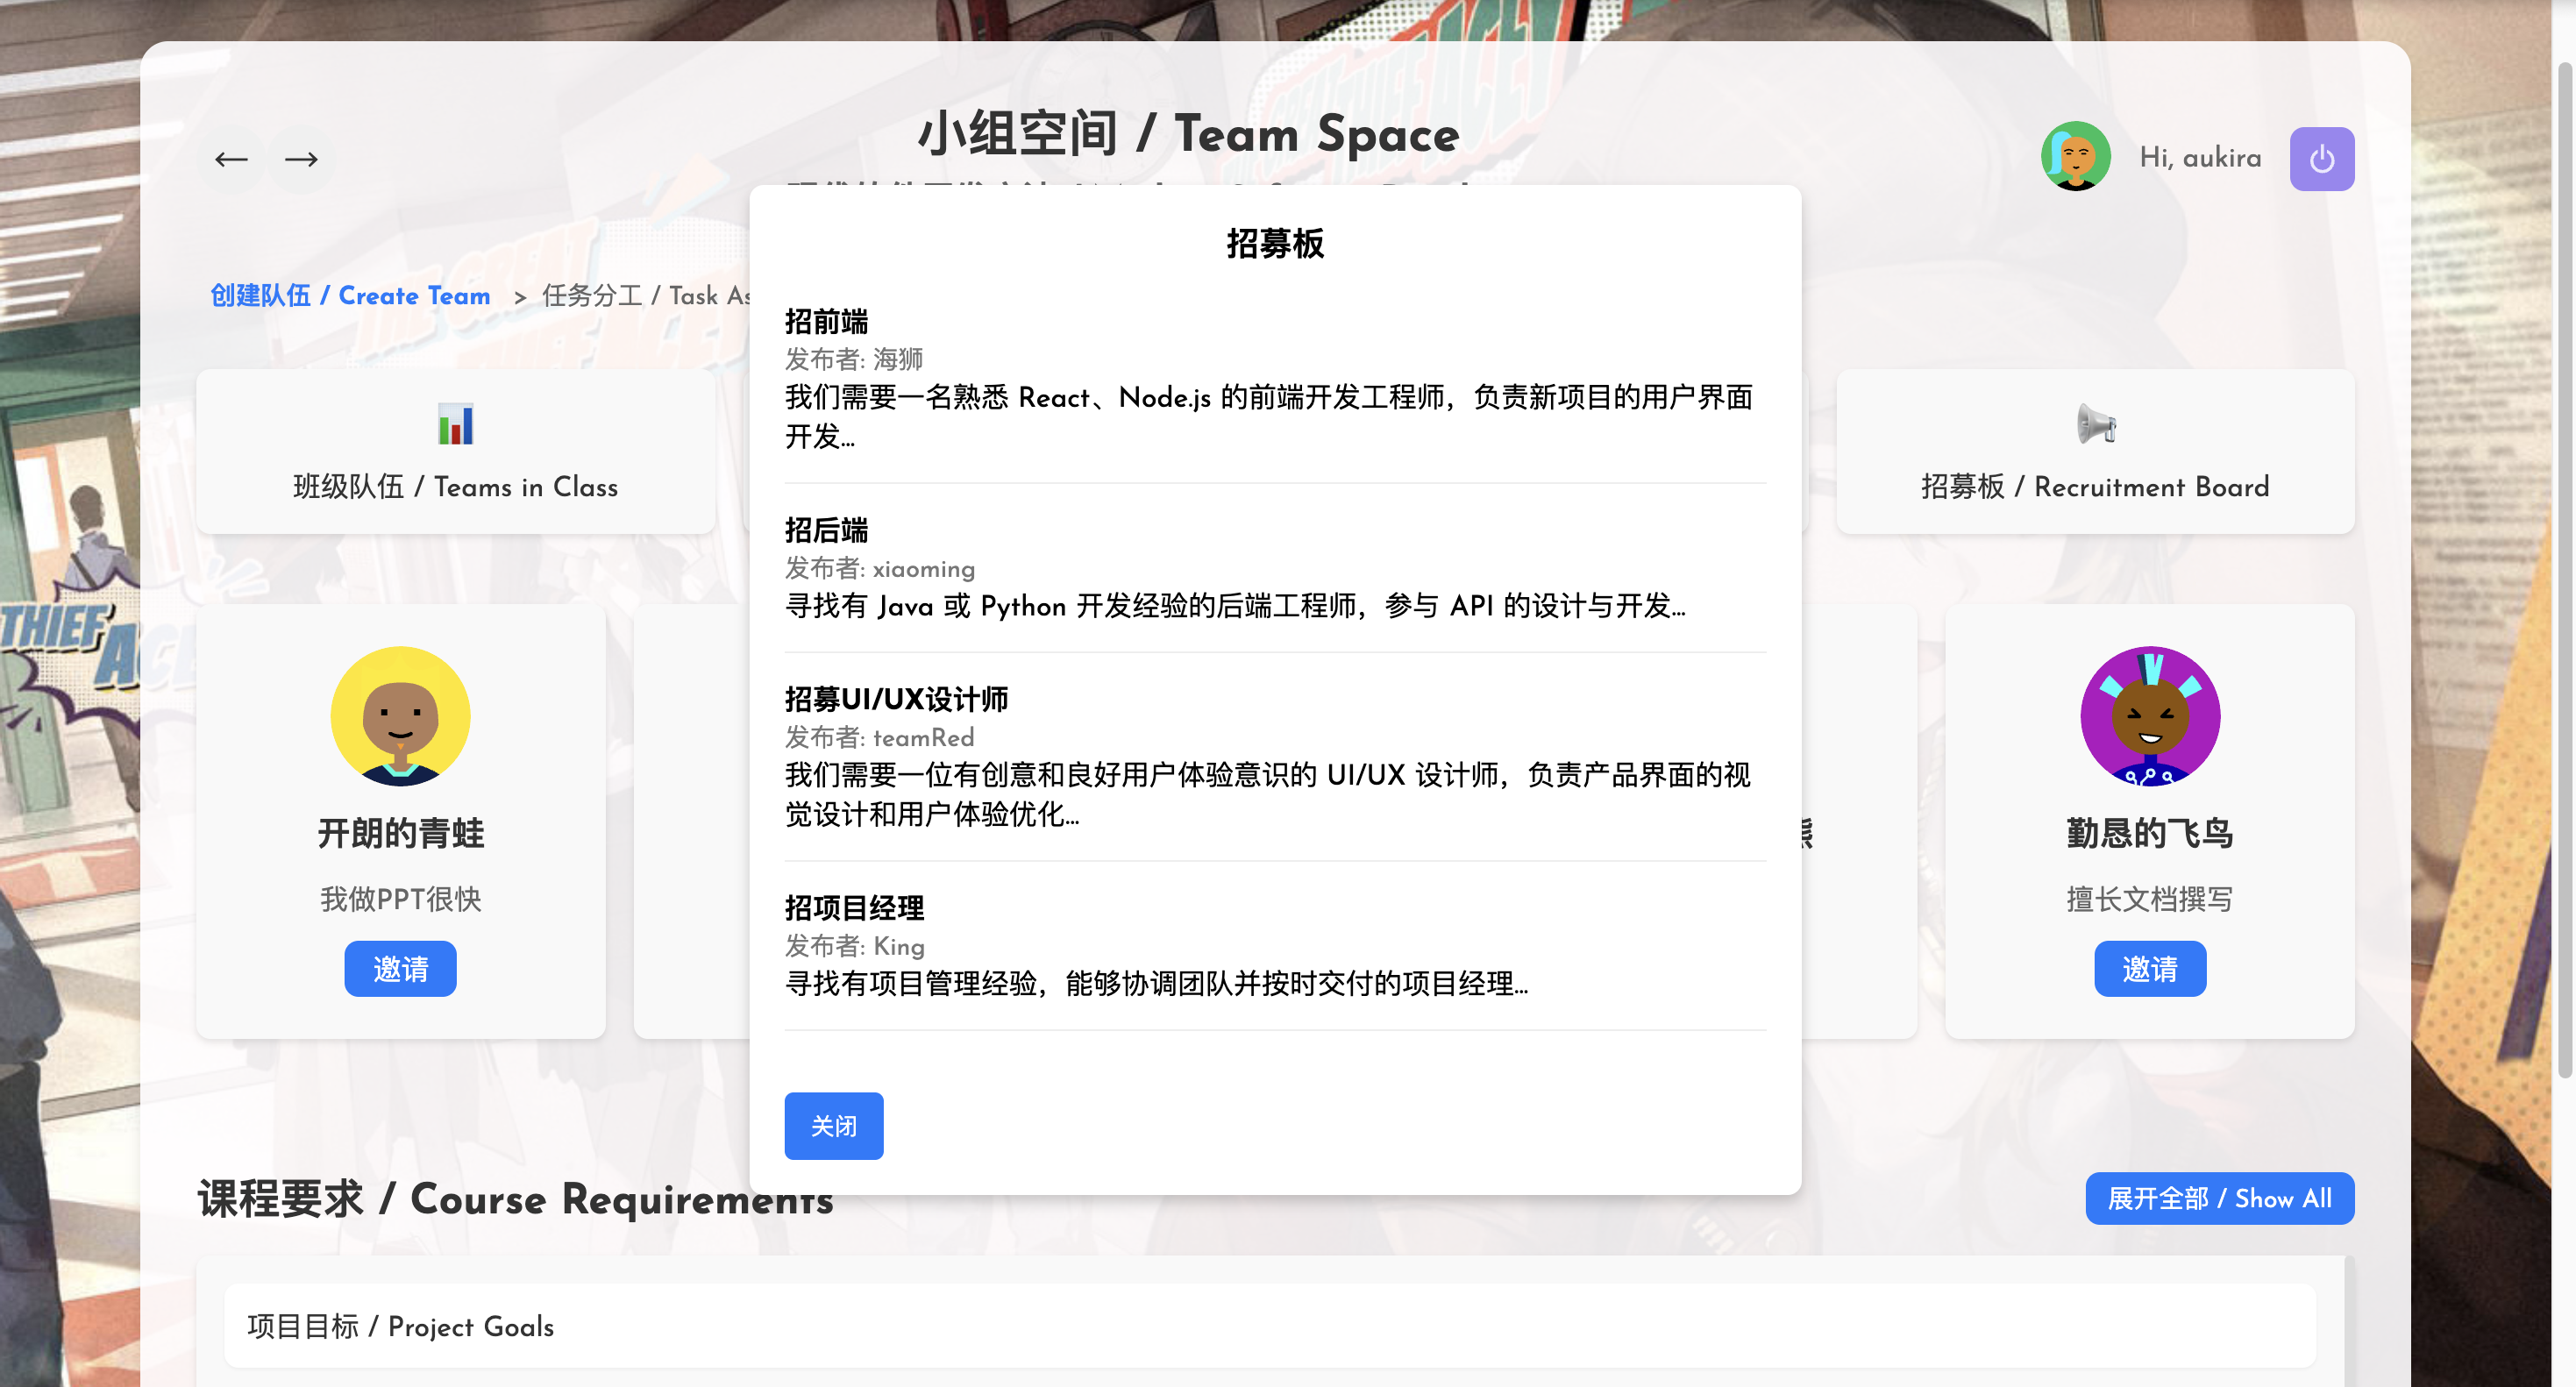 小组空间 / Team Space
Hi, aukira
创建队伍 / Create Team > 任务分工 / Task As
招募板
招前端
发布者: 海狮
我们需要一名熟悉 React、Node.js 的前端开发工程师，负责新项目的用户界面
开发...
招后端
发布者: xiaoming
寻找有 Java 或 Python 开发经验的后端工程师，参与 API 的设计与开发...
招募UI/UX设计师
发布者: teamRed
我们需要一位有创意和良好用户体验意识的 UI/UX 设计师，负责产品界面的视
觉设计和用户体验优化...
招项目经理
发布者: King
寻找有项目管理经验，能够协调团队并按时交付的项目经理...
关闭
班级队伍 / Teams in Class
招募板 / Recruitment Board
开朗的青蛙
我做PPT很快
邀请
勤恳的飞鸟
擅长文档撰写
邀请
课程要求 / Course Requirements
展开全部 / Show All
项目目标 / Project Goals
THE GREAT
THIEF ACE